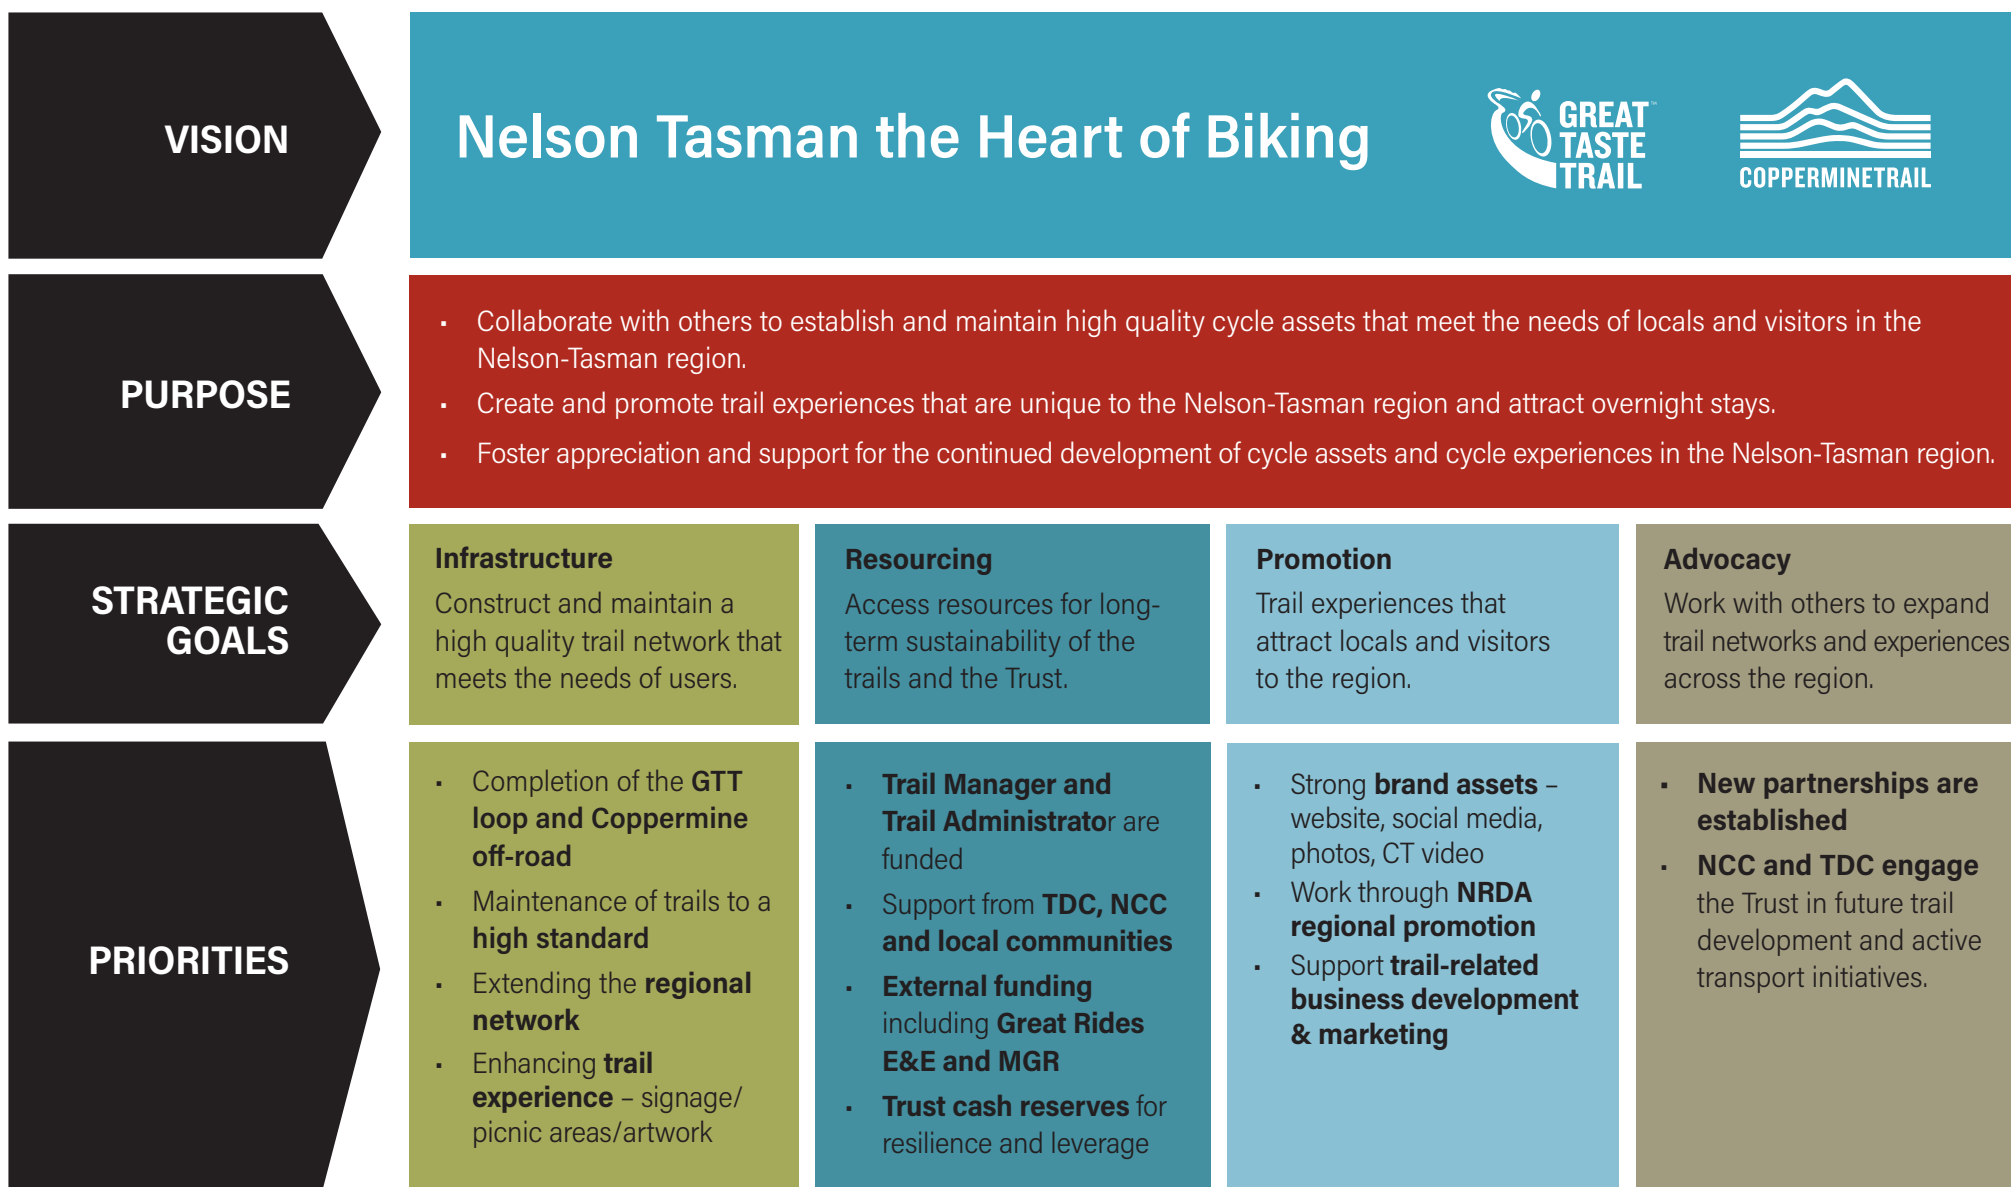 VISION
Nelson Tasman the Heart of Biking
GREAT™
TASTE
TRAIL
COPPERMINETRAIL
PURPOSE
▪ Collaborate with others to establish and maintain high quality cycle assets that meet the needs of locals and visitors in the
Nelson-Tasman region.
▪ Create and promote trail experiences that are unique to the Nelson-Tasman region and attract overnight stays.
▪ Foster appreciation and support for the continued development of cycle assets and cycle experiences in the Nelson-Tasman region.
STRATEGIC
GOALS
Infrastructure
Construct and maintain a
high quality trail network that
meets the needs of users.
Resourcing
Access resources for long-
term sustainability of the
trails and the Trust.
Promotion
Trail experiences that
attract locals and visitors
to the region.
Advocacy
Work with others to expand
trail networks and experiences
across the region.
PRIORITIES
▪ Completion of the GTT
loop and Coppermine
off-road
▪ Maintenance of trails to a
high standard
▪ Extending the regional
network
▪ Enhancing trail
experience – signage/
picnic areas/artwork
▪ Trail Manager and
Trail Administrator are
funded
▪ Support from TDC, NCC
and local communities
▪ External funding
including Great Rides
E&E and MGR
▪ Trust cash reserves for
resilience and leverage
▪ Strong brand assets –
website, social media,
photos, CT video
▪ Work through NRDA
regional promotion
▪ Support trail-related
business development
& marketing
▪ New partnerships are
established
▪ NCC and TDC engage
the Trust in future trail
development and active
transport initiatives.